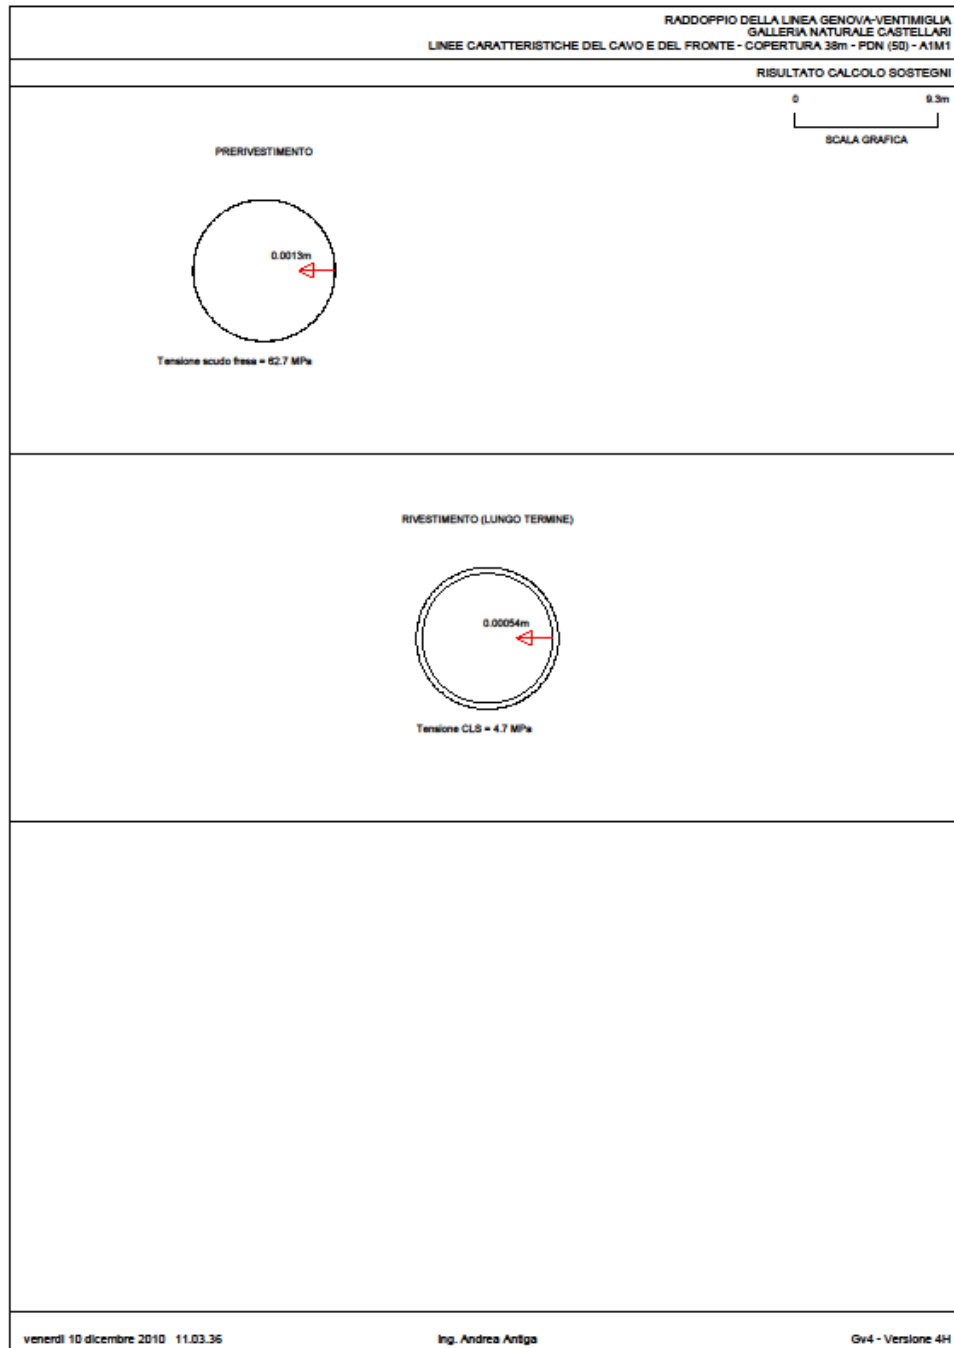 RADDOPPIO DELLA LINEA GENOVA-VENTIMIGLIA
GALLERIA NATURALE CASTELLARI
LINEE CARATTERISTICHE DEL CAVO E DEL FRONTE - COPERTURA 38m - PDN (50) - A1M1
RISULTATO CALCOLO SOSTEGNI
0 9.3m
SCALA GRAFICA
PRERIVESTIMENTO
0.0013m
Tensione scudo fresa = 62.7 MPa
RIVESTIMENTO (LUNGO TERMINE)
0.00054m
Tensione CLS = 4.7 MPa
venerdì 10 dicembre 2010 11.03.36 Ing. Andrea Antiga Gv4 - Versione 4H